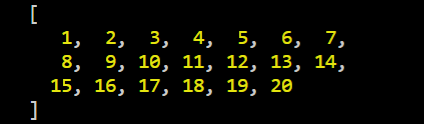 [
1, 2, 3, 4, 5, 6, 7,
8, 9, 10, 11, 12, 13, 14,
15, 16, 17, 18, 19, 20
]